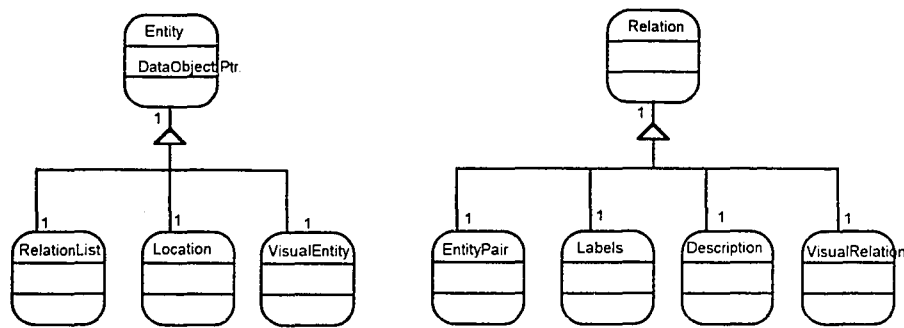 Entity
DataObject Ptr.
1
1
1
1
RelationList
Location
VisualEntity
Relation
1
1
1
1
1
EntityPair
Labels
Description
VisualRelation